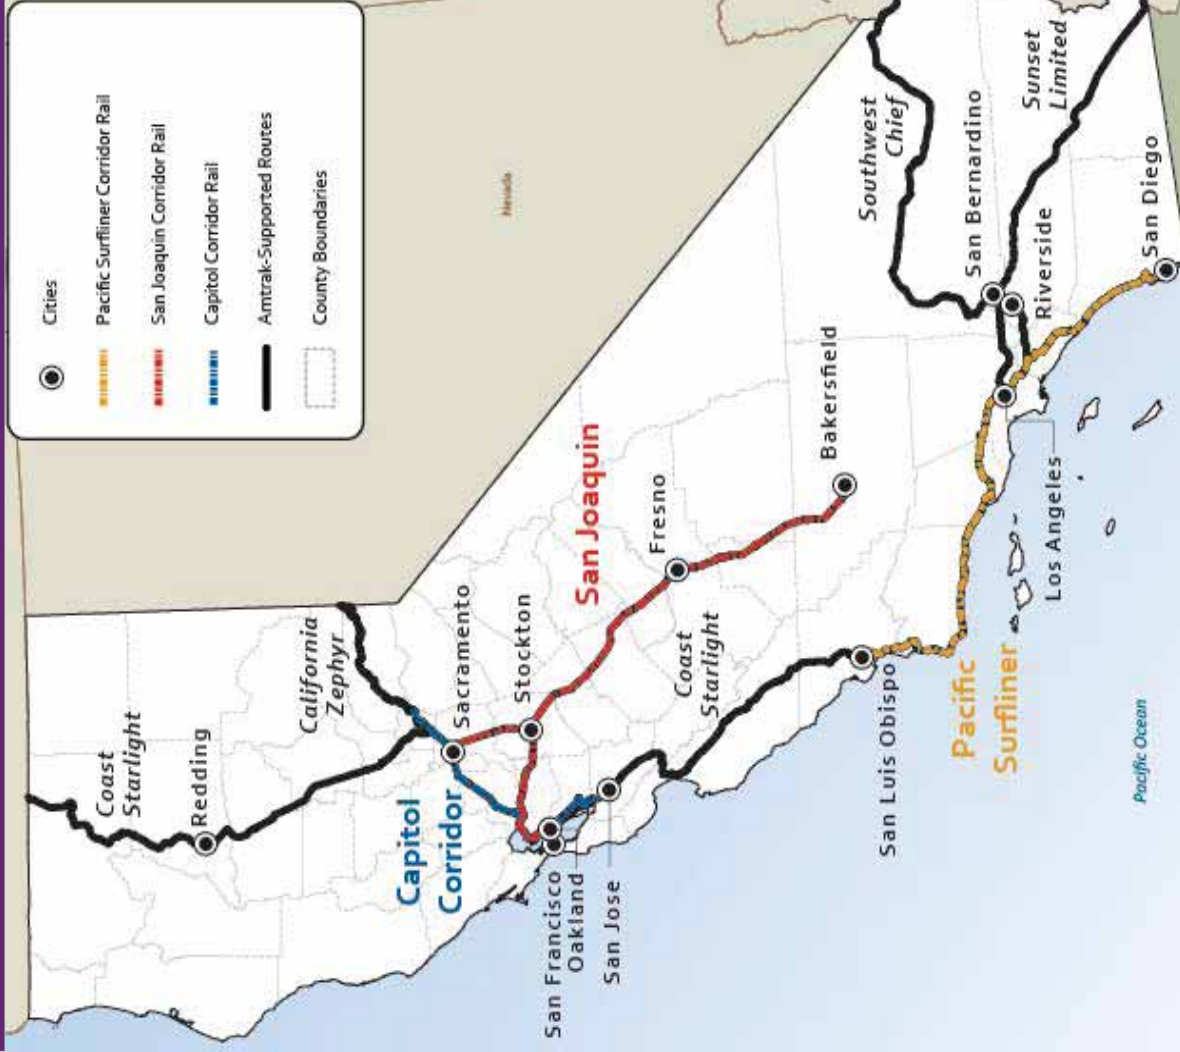 Cities
Pacific Surfliner Corridor Rail
San Joaquin Corridor Rail
Capitol Corridor Rail
Amtrak-Supported Routes
County Boundaries
Nevada
Coast
Starlight
Redding
California
Zephyr
Sacramento
Stockton
Capitol
Corridor
San Joaquin
Fresno
San Francisco
Oakland
San Jose
Coast
Starlight
Bakersfield
San Luis Obispo
Pacific
Surfliner
Los Angeles
Southwest
Chief
San Bernardino
Riverside
Sunset
Limited
San Diego
Pacific Ocean